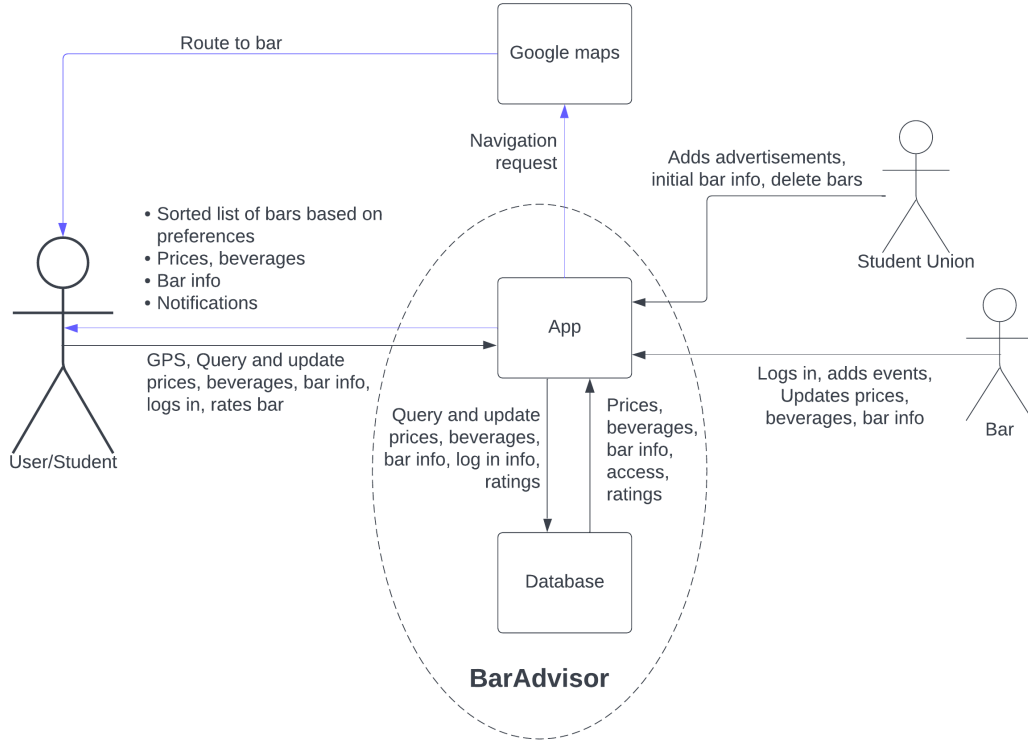 Route to bar
Google maps
Navigation
request
Adds advertisements,
initial bar info, delete bars
Student Union
• Sorted list of bars based on
preferences
• Prices, beverages
• Bar info
• Notifications
App
GPS, Query and update
prices, beverages, bar info,
logs in, rates bar
User/Student
Logs in, adds events,
Updates prices,
beverages, bar info
Bar
Query and update
prices, beverages,
bar info, log in info,
ratings
Prices,
beverages,
bar info,
access,
ratings
Database
BarAdvisor